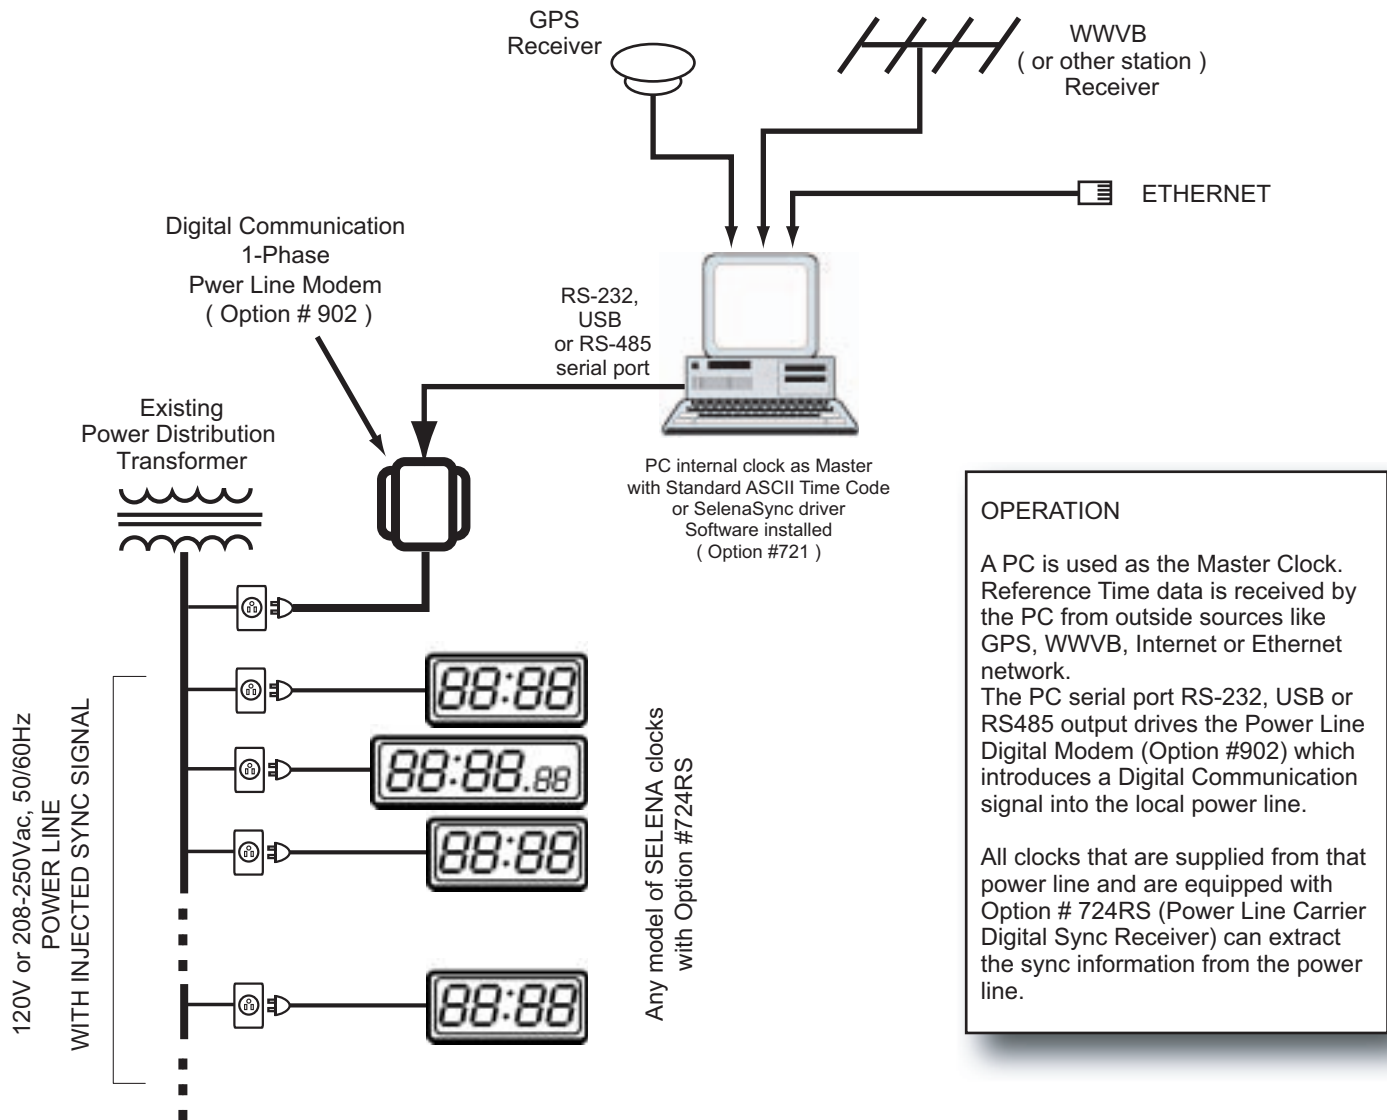 GPS
Receiver
WWVB
( or other station )
Receiver
ETHERNET
Digital Communication
1-Phase
Pwer Line Modem
( Option # 902 )
RS-232,
USB
or RS-485
serial port
Existing
Power Distribution
Transformer
PC internal clock as Master
with Standard ASCII Time Code
or SelenaSync driver
Software installed
( Option #721 )
120V or 208-250Vac, 50/60Hz
POWER LINE
WITH INJECTED SYNC SIGNAL
88:88
88:88.88
88:88
88:88
Any model of SELENA clocks
with Option #724RS
OPERATION
A PC is used as the Master Clock.
Reference Time data is received by
the PC from outside sources like
GPS, WWVB, Internet or Ethernet
network.
The PC serial port RS-232, USB or
RS485 output drives the Power Line
Digital Modem (Option #902) which
introduces a Digital Communication
signal into the local power line.
All clocks that are supplied from that
power line and are equipped with
Option # 724RS (Power Line Carrier
Digital Sync Receiver) can extract
the sync information from the power
line.